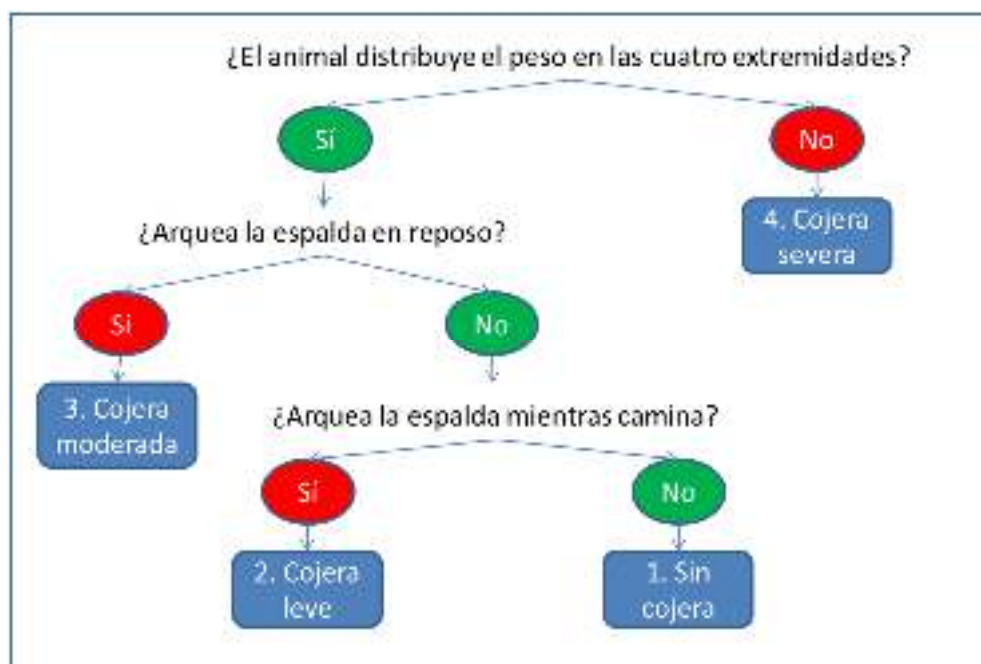 ¿El animal distribuye el peso en las cuatro extremidades?
Sí
No
¿Arquea la espalda en reposo?
4. Cojera
severa
Si
No
3. Cojera
moderada
¿Arquea la espalda mientras camina?
Sí
No
2. Cojera
leve
1. Sin
cojera